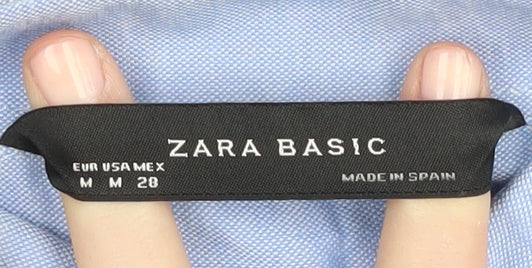 ZARA BASIC
EUR USA MEX
M M 28
MADE IN SPAIN